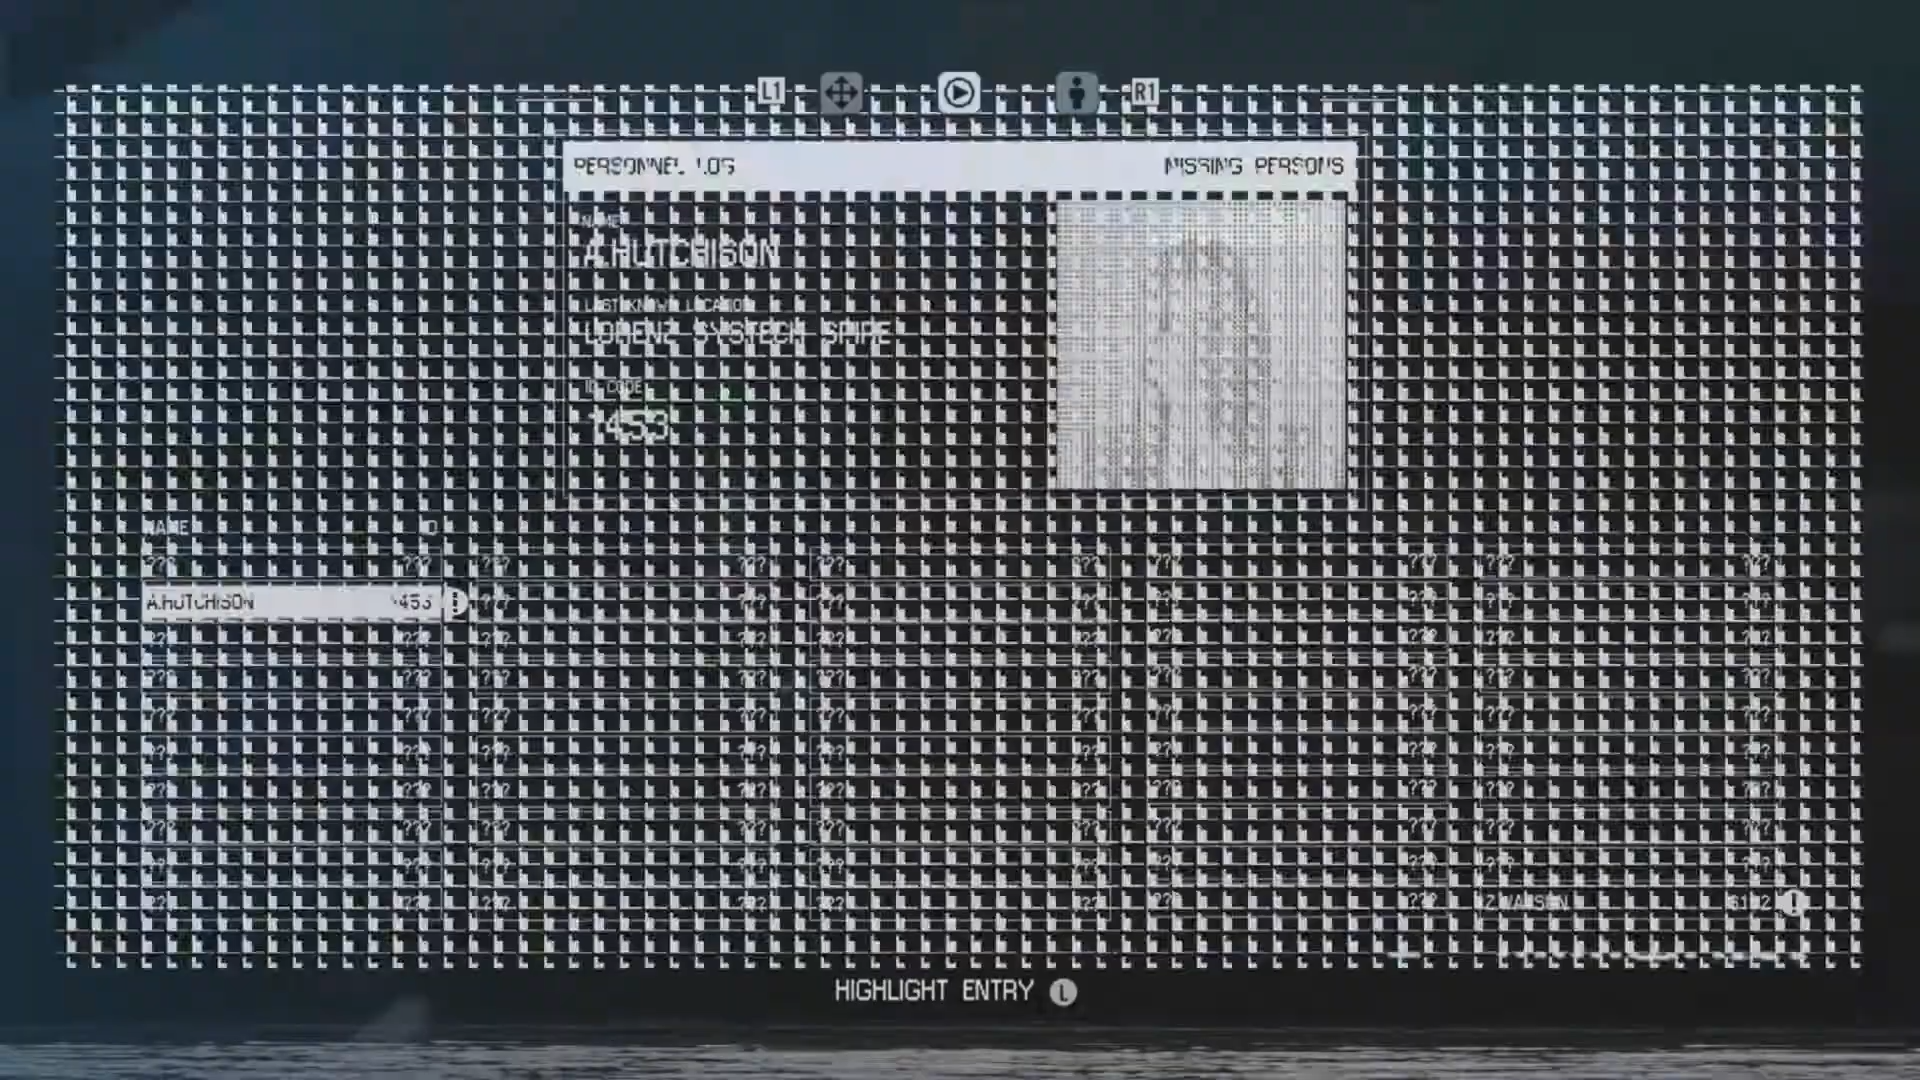 L1 R1
PERSONNEL LOG MISSING PERSONS
NAME
A.HUTCHISON
LAST KNOWN LOCATION
LORENZ SYSTECH SPIRE
ID CODE
1453
NAME ID
??? ??? ??? ??? ??? ??? ??? ??? ??? ???
A.HUTCHISON 1453 ??? ??? ??? ??? ??? ??? ??? ???
??? ??? ??? ??? ??? ??? ??? ??? ??? ???
??? ??? ??? ??? ??? ??? ??? ??? ??? ???
??? ??? ??? ??? ??? ??? ??? ??? ??? ???
??? ??? ??? ??? ??? ??? ??? ??? ??? ???
??? ??? ??? ??? ??? ??? ??? ??? ??? ???
??? ??? ??? ??? ??? ??? ??? ??? ??? ???
??? ??? ??? ??? ??? ??? ??? ??? ??? ???
??? ??? ??? ??? ??? ??? ??? ???
HIGHLIGHT ENTRY L